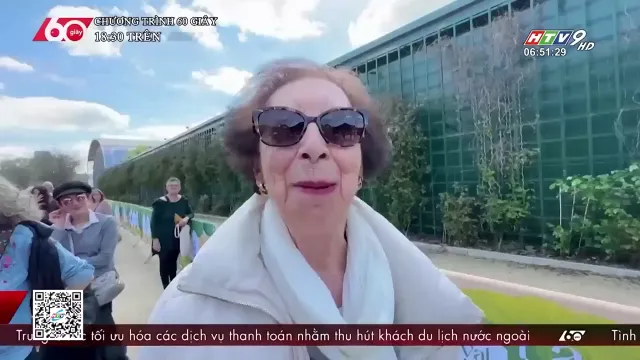 60 giây
CHƯƠNG TRÌNH 60 GIÂY
18:30 TRÊN
HTV9 HD
06:51:29
tối ưu hóa các dịch vụ thanh toán nhằm thu hút khách du lịch nước ngoài
60
Tình